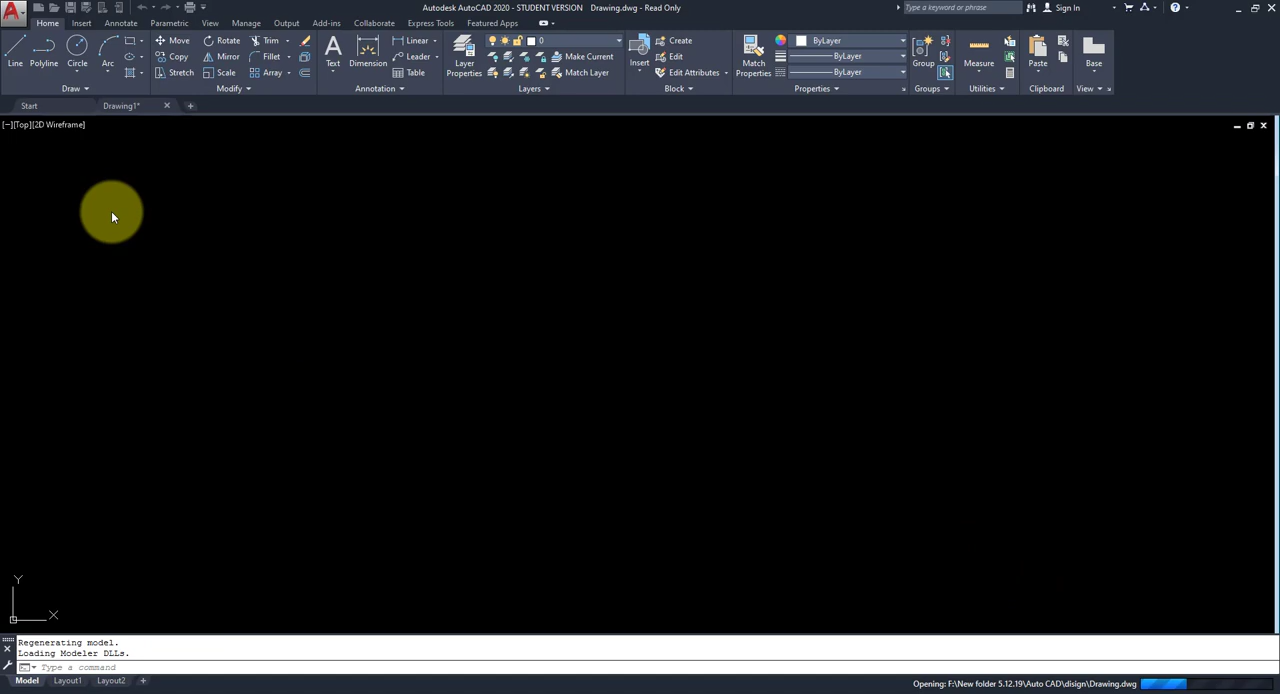 Autodesk AutoCAD 2020 - STUDENT VERSION Drawing.dwg - Read Only
Type a keyword or phrase
Sign In
Home Insert Annotate Parametric View Manage Output Add-ins Collaborate Express Tools Featured Apps
Line Polyline Circle Arc
Move Rotate Trim
Copy Mirror Fillet
Stretch Scale Array
Text Dimension
Linear
Leader
Table
Layer Properties
0
Make Current
Match Layer
Insert
Create
Edit
Edit Attributes
Match Properties
ByLayer
ByLayer
ByLayer
Group
Measure
Paste
Base
Draw Modify Annotation Layers Block Properties Groups Utilities Clipboard View
Start Drawing1*
[−][Top][2D Wireframe]
Y
X
Regenerating model.
Loading Modeler DLLs.
Type a command
Model Layout1 Layout2
Opening: F:\New folder 5.12.19\Auto CAD\disign\Drawing.dwg